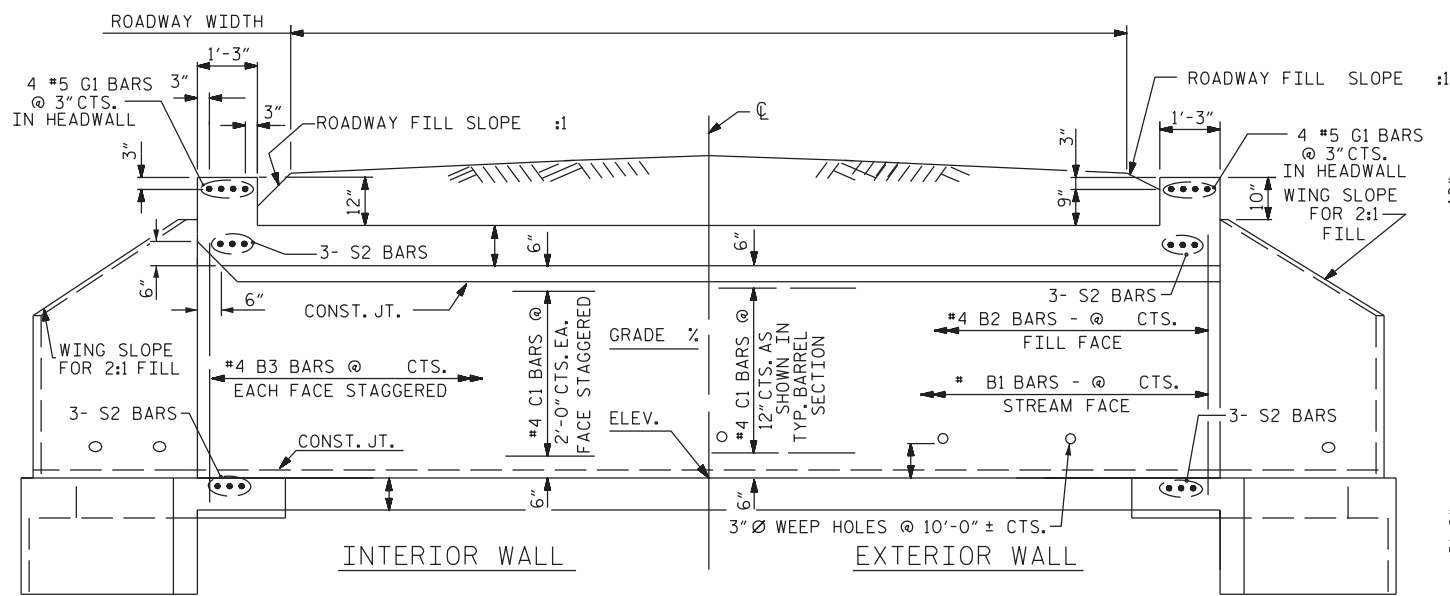 ROADWAY WIDTH
1'-3"
4 #5 G1 BARS
@ 3" CTS.
IN HEADWALL
3"
3"
3"
ROADWAY FILL SLOPE :1
℄
ROADWAY FILL SLOPE :1
1'-3"
3"
4 #5 G1 BARS
@ 3" CTS.
IN HEADWALL
WING SLOPE
FOR 2:1
FILL
12"
9"
10"
3- S2 BARS
6"
6"
6"
6"
CONST. JT.
3- S2 BARS
WING SLOPE
FOR 2:1 FILL
#4 B3 BARS @ CTS.
EACH FACE STAGGERED
#4 C1 BARS @
2'-0" CTS. EA.
FACE STAGGERED
GRADE %
#4 C1 BARS @
12" CTS. AS
SHOWN IN
TYP. BARREL
SECTION
#4 B2 BARS - @ CTS.
FILL FACE
# B1 BARS - @ CTS.
STREAM FACE
3- S2 BARS
CONST. JT.
ELEV.
3- S2 BARS
6"
6"
3" Ø WEEP HOLES @ 10'-0" ± CTS.
INTERIOR WALL
EXTERIOR WALL